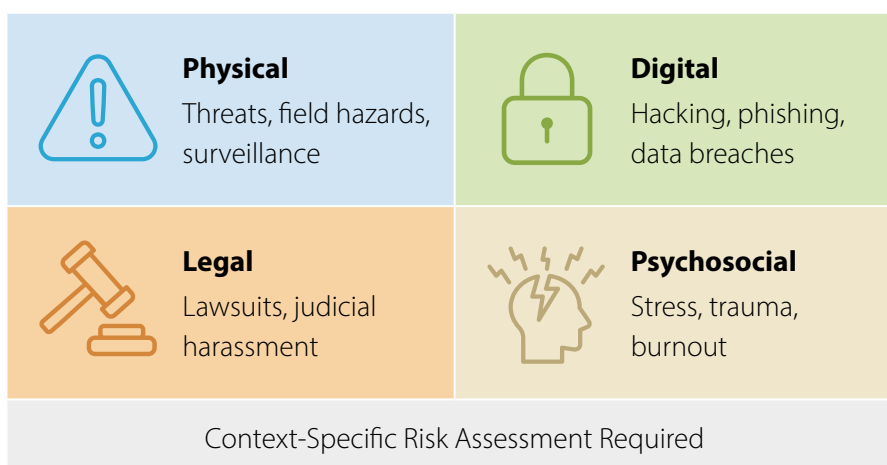 Physical
Threats, field hazards,
surveillance
Digital
Hacking, phishing,
data breaches
Legal
Lawsuits, judicial
harassment
Psychosocial
Stress, trauma,
burnout
Context-Specific Risk Assessment Required